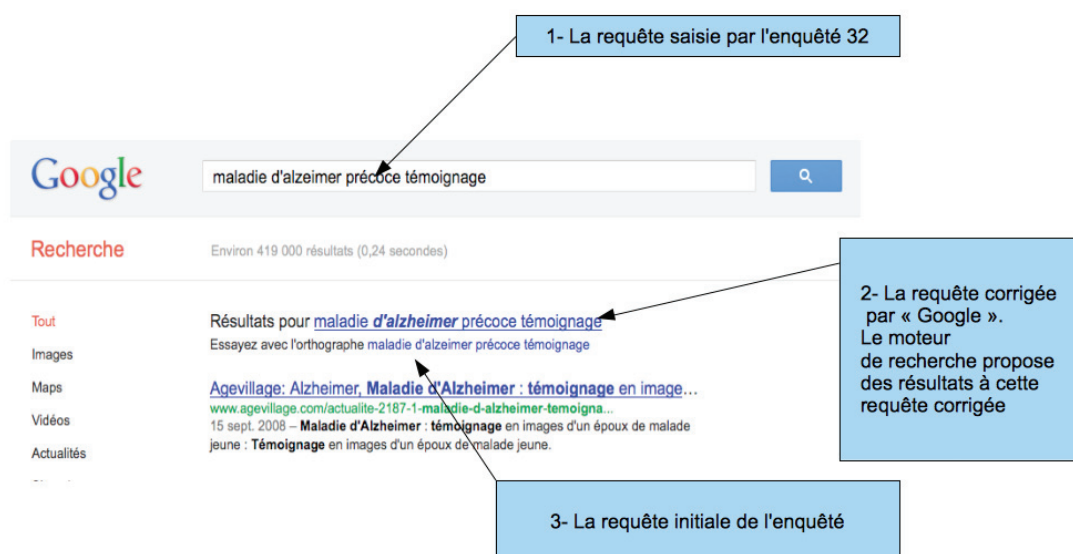 1- La requête saisie par l'enquêté 32
Google
maladie d'alzeimer précoce témoignage
Recherche
Environ 419 000 résultats (0,24 secondes)
Tout
Images
Maps
Vidéos
Actualités
Résultats pour maladie d'alzheimer précoce témoignage
Essayez avec l'orthographe maladie d'alzeimer précoce témoignage
Agevillage: Alzheimer, Maladie d'Alzheimer : témoignage en image...
www.agevillage.com/actualite-2187-1-maladie-d-alzheimer-temoigna...
15 sept. 2008 – Maladie d'Alzheimer : témoignage en images d'un époux de malade
jeune : Témoignage en images d'un époux de malade jeune.
2- La requête corrigée
par « Google ».
Le moteur
de recherche propose
des résultats à cette
requête corrigée
3- La requête initiale de l'enquêté